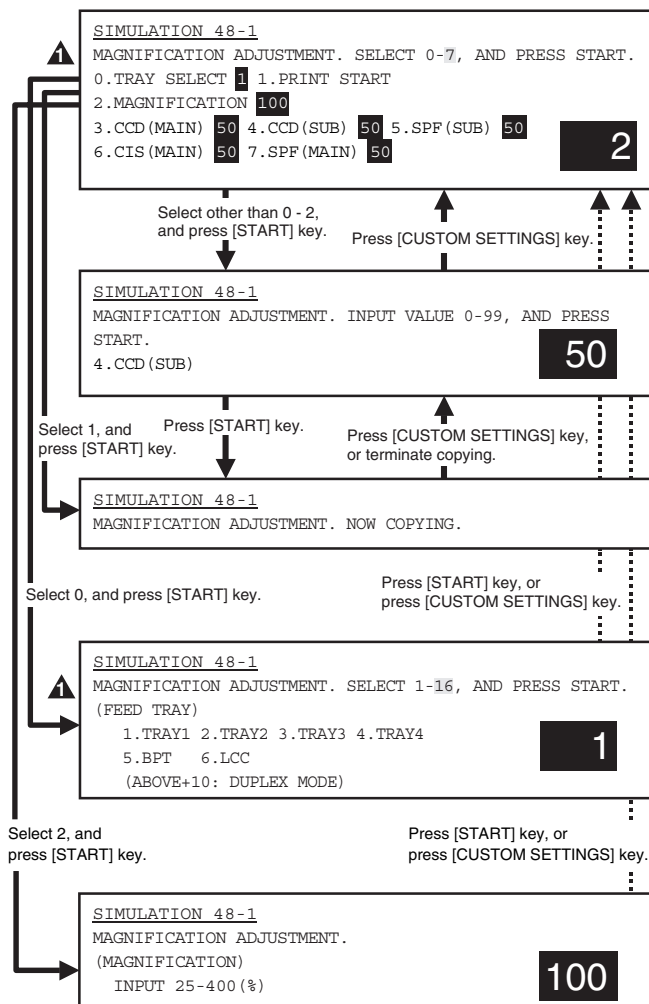 SIMULATION 48-1
1
MAGNIFICATION ADJUSTMENT. SELECT 0-7, AND PRESS START.
0.TRAY SELECT 1 1.PRINT START
2.MAGNIFICATION 100
3.CCD(MAIN) 50 4.CCD(SUB) 50 5.SPF(SUB) 50
6.CIS(MAIN) 50 7.SPF(MAIN) 50
2
Select other than 0 - 2,
and press [START] key.
Press [CUSTOM SETTINGS] key.
SIMULATION 48-1
MAGNIFICATION ADJUSTMENT. INPUT VALUE 0-99, AND PRESS
START.
4.CCD(SUB)
50
Select 1, and
press [START] key.
Press [START] key.
Press [CUSTOM SETTINGS] key,
or terminate copying.
SIMULATION 48-1
MAGNIFICATION ADJUSTMENT. NOW COPYING.
Select 0, and press [START] key.
Press [START] key, or
press [CUSTOM SETTINGS] key.
SIMULATION 48-1
1
MAGNIFICATION ADJUSTMENT. SELECT 1-16, AND PRESS START.
(FEED TRAY)
1.TRAY1 2.TRAY2 3.TRAY3 4.TRAY4
5.BPT 6.LCC
(ABOVE+10: DUPLEX MODE)
1
Select 2, and
press [START] key.
Press [START] key, or
press [CUSTOM SETTINGS] key.
SIMULATION 48-1
MAGNIFICATION ADJUSTMENT.
(MAGNIFICATION)
INPUT 25-400(%)
100